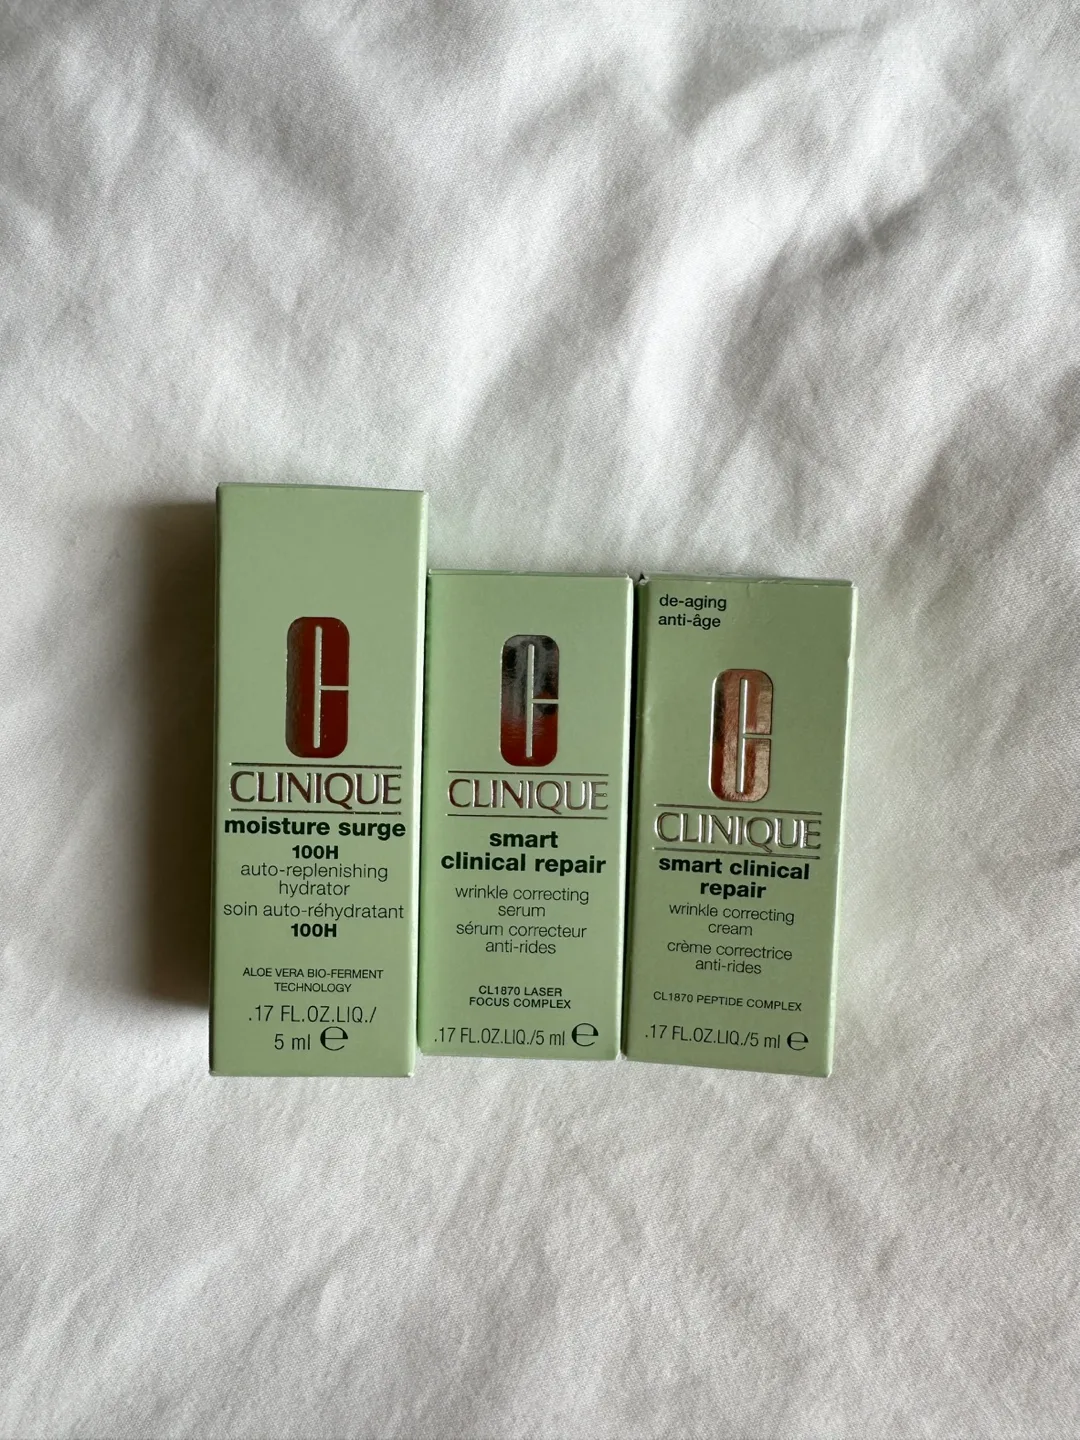 CLINIQUE
moisture surge
100H
auto-replenishing
hydrator
soin auto-réhydratant
100H
ALOE VERA BIO-FERMENT
TECHNOLOGY
.17 FL.OZ.LIQ./
5 ml ℮
CLINIQUE
smart
clinical repair
wrinkle correcting
serum
sérum correcteur
anti-rides
CL1870 LASER
FOCUS COMPLEX
.17 FL.OZ.LIQ./5 ml ℮
de-aging
anti-âge
CLINIQUE
smart clinical
repair
wrinkle correcting
cream
crème correctrice
anti-rides
CL1870 PEPTIDE COMPLEX
.17 FL.OZ.LIQ./5 ml ℮